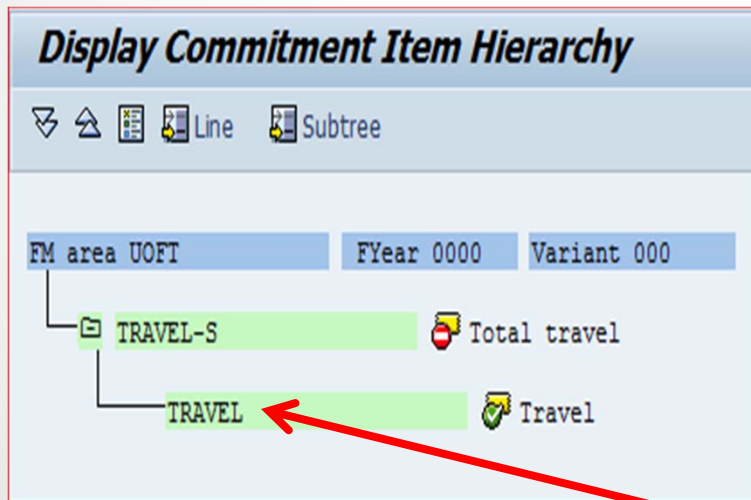 Display Commitment Item Hierarchy
Line Subtree
FM area UOFT FYear 0000 Variant 000
TRAVEL-S Total travel
TRAVEL Travel